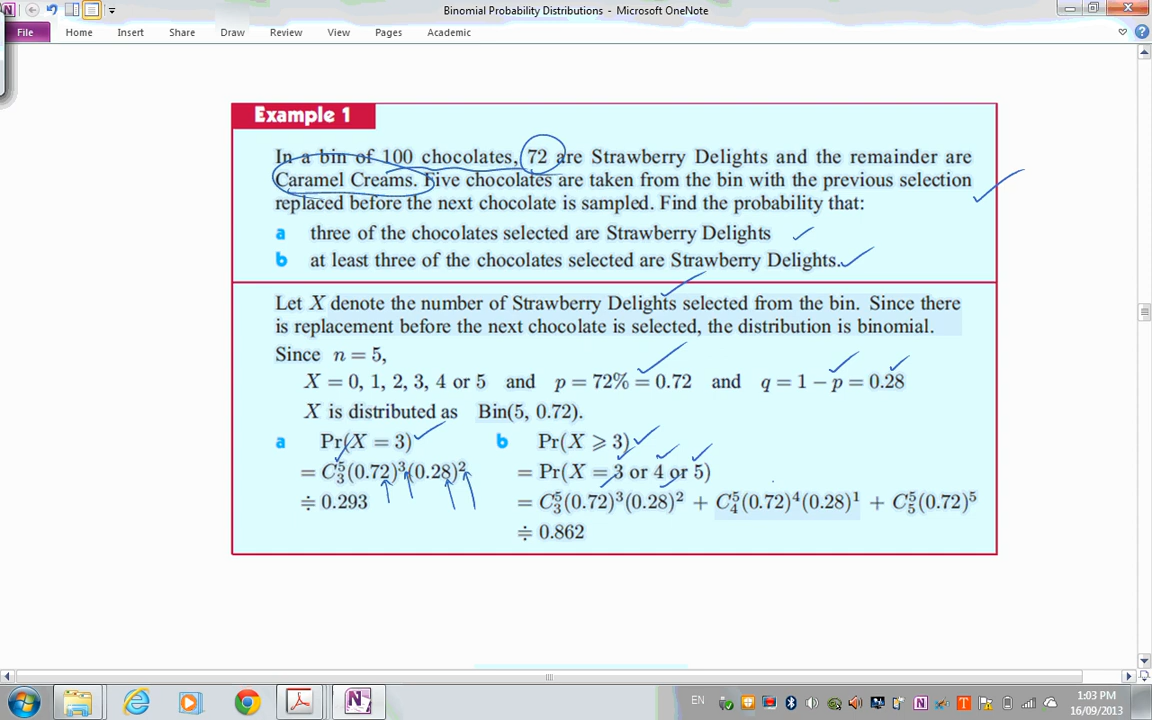 Binomial Probability Distributions - Microsoft OneNote
File Home Insert Share Draw Review View Pages Academic
Example 1
In a bin of 100 chocolates, 72 are Strawberry Delights and the remainder are
Caramel Creams. Five chocolates are taken from the bin with the previous selection
replaced before the next chocolate is sampled. Find the probability that:
a three of the chocolates selected are Strawberry Delights
b at least three of the chocolates selected are Strawberry Delights.
Let X denote the number of Strawberry Delights selected from the bin. Since there
is replacement before the next chocolate is selected, the distribution is binomial.
Since n = 5,
X = 0, 1, 2, 3, 4 or 5 and p = 72% = 0.72 and q = 1 − p = 0.28
X is distributed as Bin(5, 0.72).
a Pr(X = 3)
= C⁵₃(0.72)³(0.28)²
≑ 0.293
b Pr(X ⩾ 3)
= Pr(X = 3 or 4 or 5)
= C⁵₃(0.72)³(0.28)² + C⁵₄(0.72)⁴(0.28)¹ + C⁵₅(0.72)⁵
≑ 0.862
EN
1:03 PM
16/09/2013